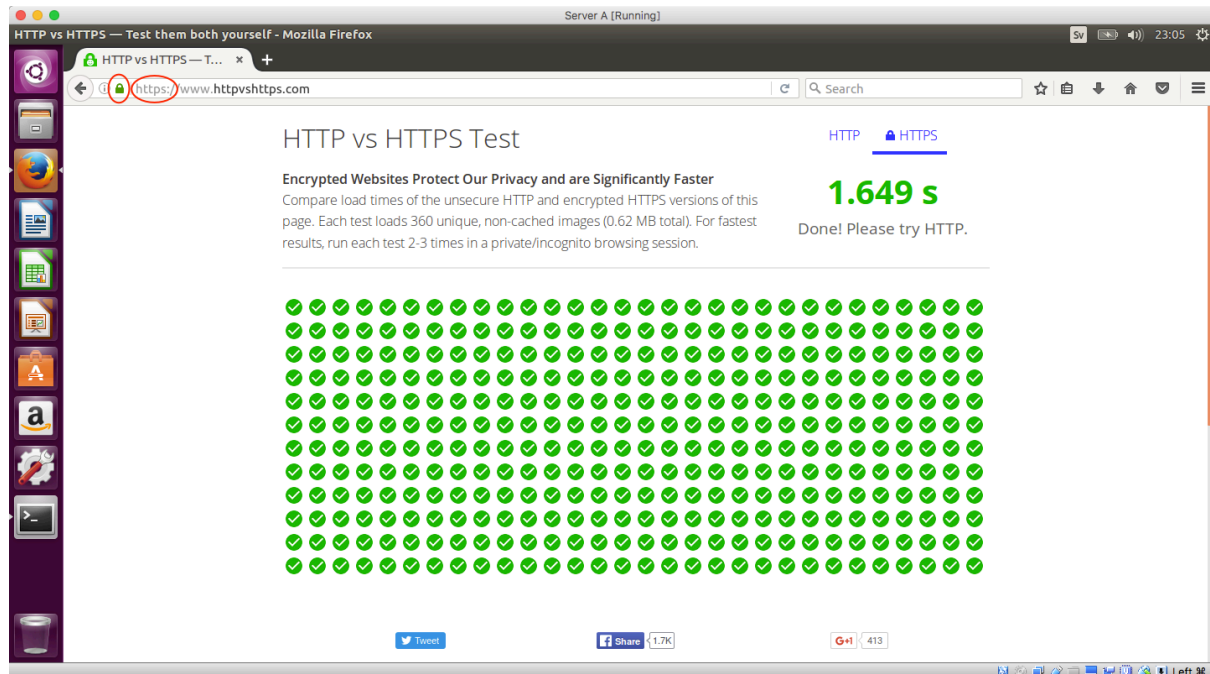 Server A [Running]
HTTP vs HTTPS — Test them both yourself - Mozilla Firefox
Sv
23:05
HTTP vs HTTPS — T...
https://www.httpvshttps.com
Search
HTTP vs HTTPS Test
HTTP
HTTPS
Encrypted Websites Protect Our Privacy and are Significantly Faster
Compare load times of the unsecure HTTP and encrypted HTTPS versions of this
page. Each test loads 360 unique, non-cached images (0.62 MB total). For fastest
results, run each test 2-3 times in a private/incognito browsing session.
1.649 s
Done! Please try HTTP.
Tweet
Share
1.7K
G+1
413
Left ⌘